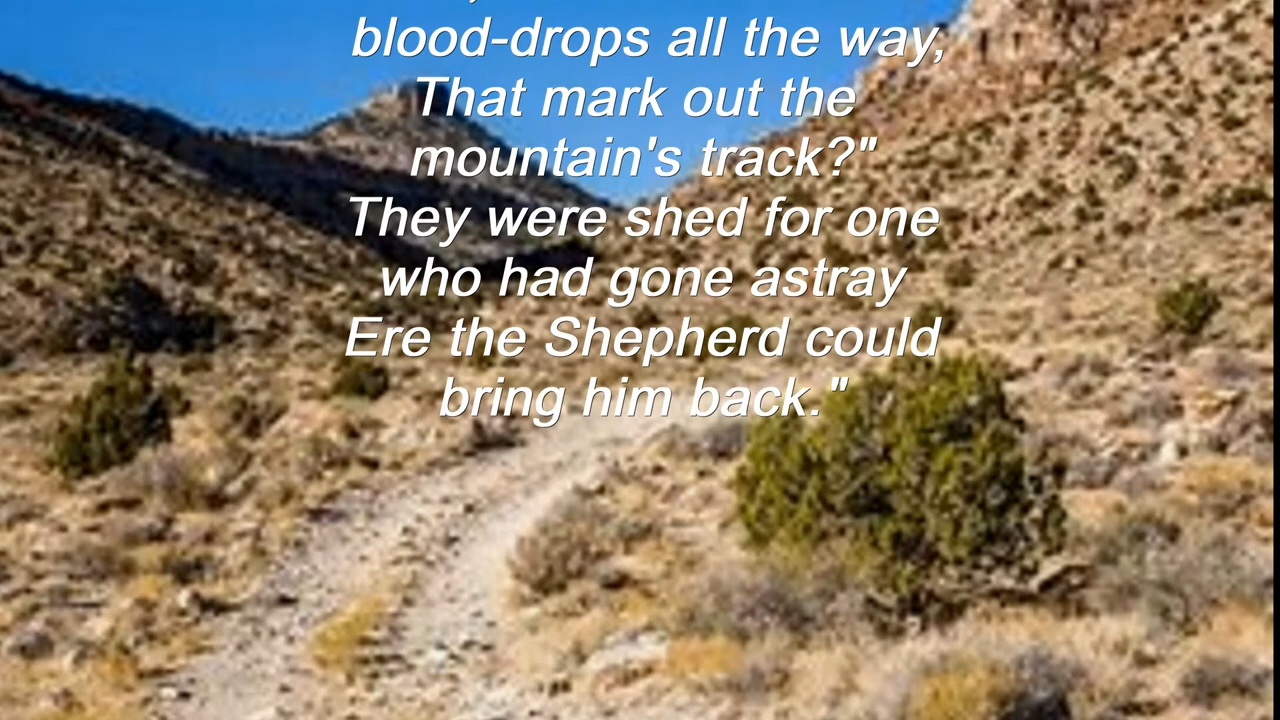 blood-drops all the way,
That mark out the
mountain's track?"
They were shed for one
who had gone astray
Ere the Shepherd could
bring him back."